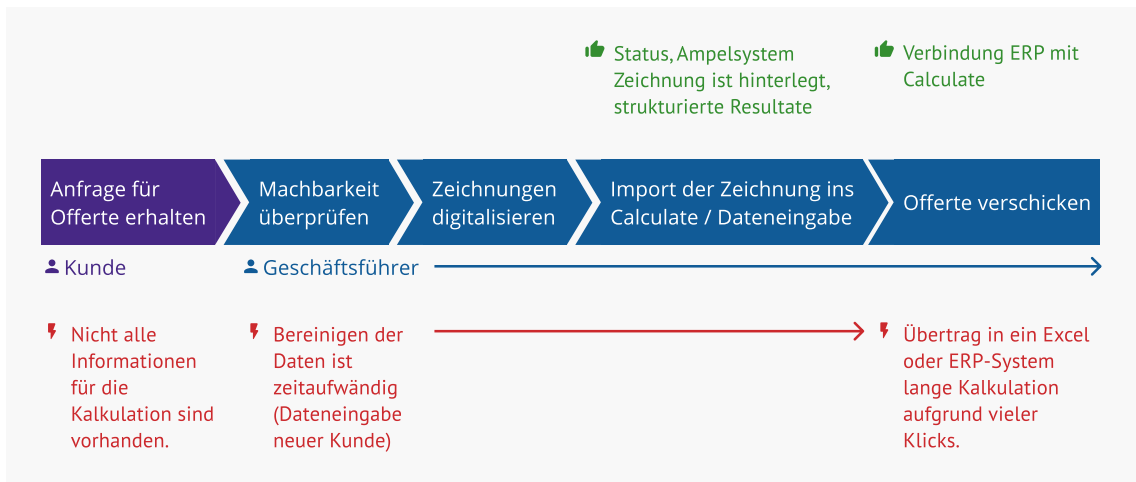 Status, Ampelsystem
Zeichnung ist hinterlegt,
strukturierte Resultate
Verbindung ERP mit
Calculate
Anfrage für
Offerte erhalten
Machbarkeit
überprüfen
Zeichnungen
digitalisieren
Import der Zeichnung ins
Calculate / Dateneingabe
Offerte verschicken
Kunde
Geschäftsführer
Nicht alle
Informationen
für die
Kalkulation sind
vorhanden.
Bereinigen der
Daten ist
zeitaufwändig
(Dateneingabe
neuer Kunde)
Übertrag in ein Excel
oder ERP-System
lange Kalkulation
aufgrund vieler
Klicks.